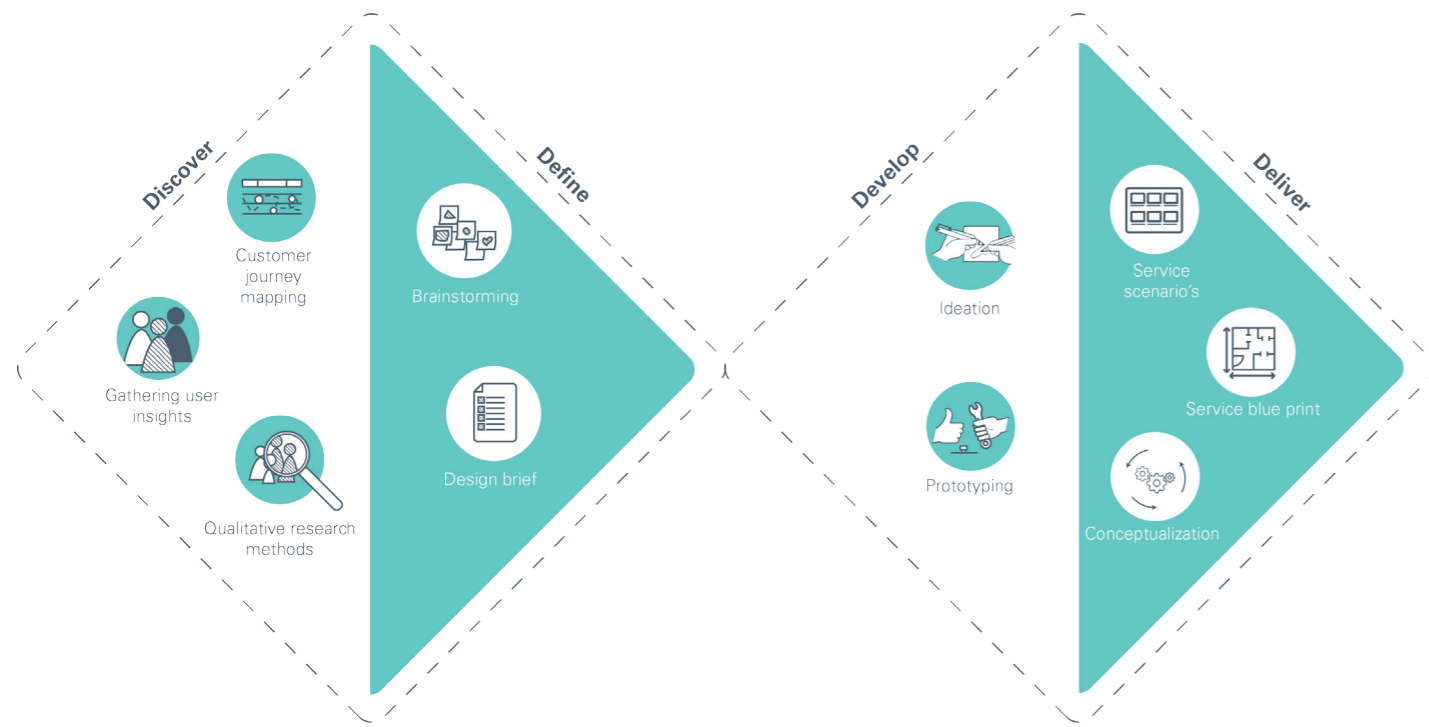 Discover
Customer
journey
mapping
Gathering user
insights
Qualitative research
methods
Define
Brainstorming
Design brief
Develop
Ideation
Prototyping
Deliver
Service
scenario's
Service blue print
Conceptualization